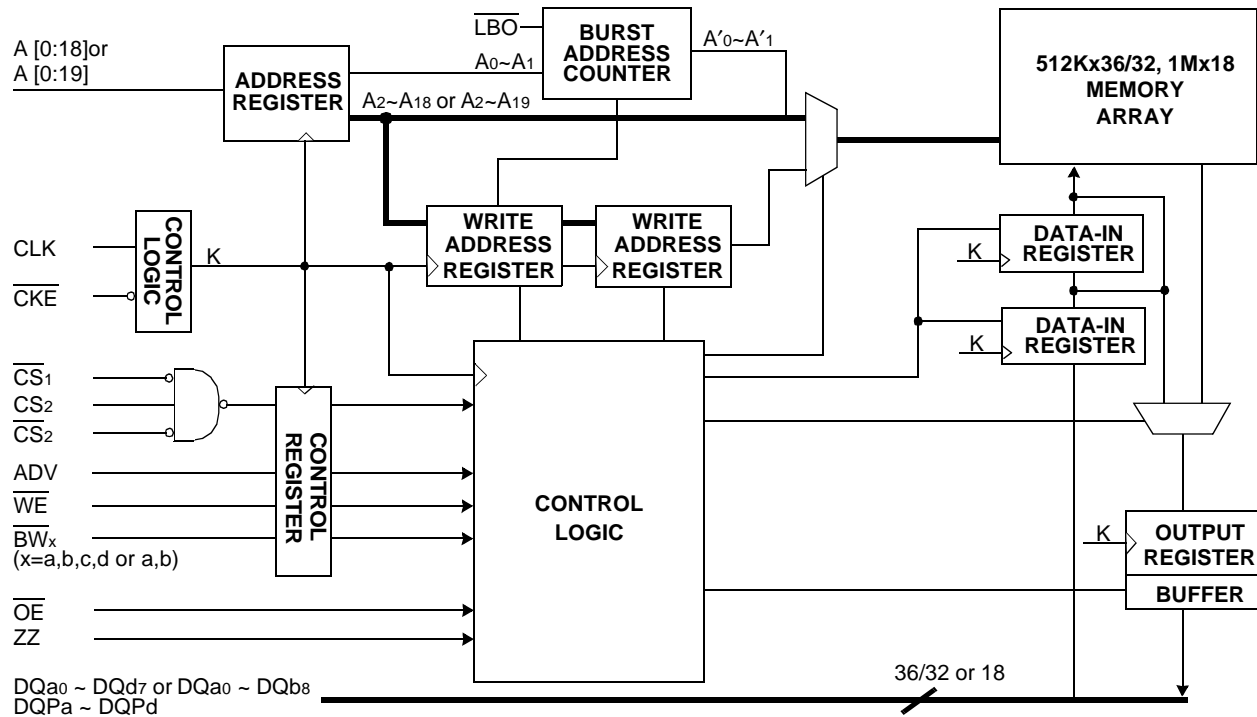 A [0:18]or
A [0:19]
ADDRESS
REGISTER
A0~A1
A2~A18 or A2~A19
LBO
BURST
ADDRESS
COUNTER
A′0~A′1
512Kx36/32, 1Mx18
MEMORY
ARRAY
WRITE
ADDRESS
REGISTER
WRITE
ADDRESS
REGISTER
CLK
CKE
CONTROL
LOGIC
K
K
DATA-IN
REGISTER
K
DATA-IN
REGISTER
CS1
CS2
CS2
ADV
WE
BWx
(x=a,b,c,d or a,b)
CONTROL
REGISTER
CONTROL
LOGIC
K
OUTPUT
REGISTER
BUFFER
OE
ZZ
DQa0 ~ DQd7 or DQa0 ~ DQb8
DQPa ~ DQPd
36/32 or 18